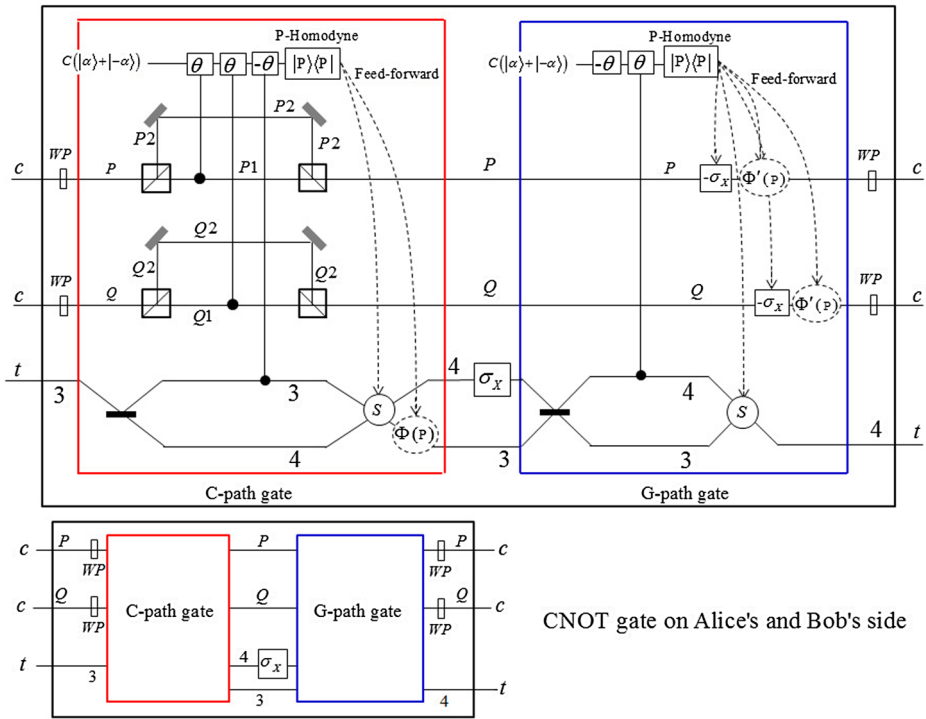 P-Homodyne
P-Homodyne
C(|α⟩+|-α⟩) θ θ -θ |P⟩⟨P|
C(|α⟩+|-α⟩) -θ θ |P⟩⟨P|
Feed-forward
Feed-forward
P2
P2 P2
c WP P P1 P P -σx Φ'(P) WP c
Q2
Q2 Q2
c WP Q Q1 Q Q -σx Φ'(P) WP c
t 3 3 4 σX 4
S S
Φ(P)
4 3 3 4 t
C-path gate
G-path gate
c P WP P WP P c
c Q WP Q WP Q c
C-path gate
G-path gate
t 3 4 σX
3 4 t
CNOT gate on Alice's and Bob's side